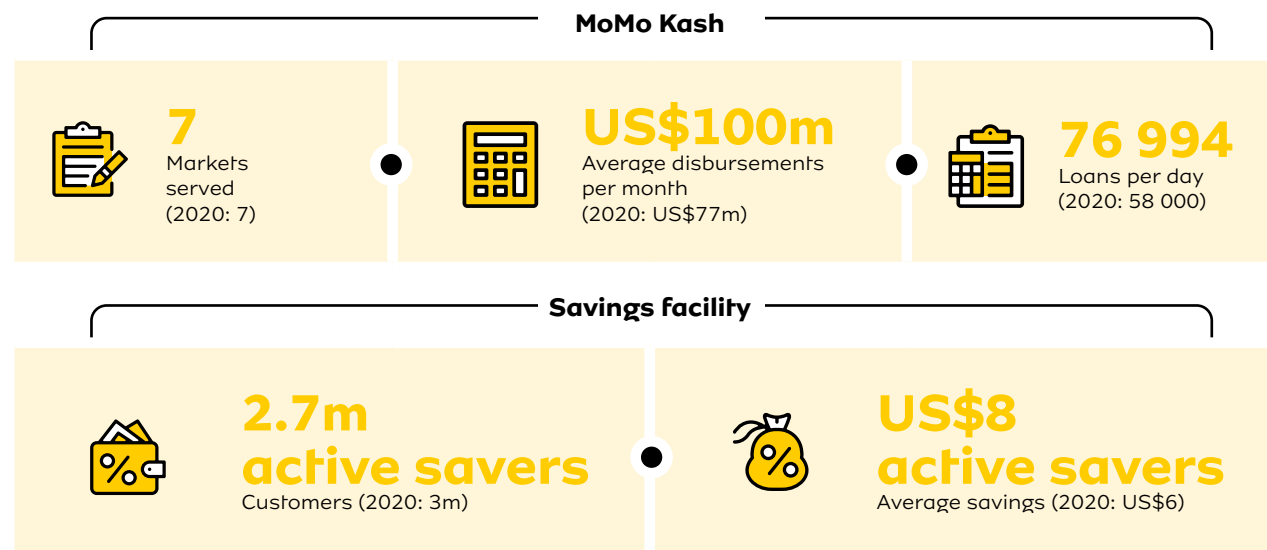 MoMo Kash
7
Markets
served
(2020: 7)
US$100m
Average disbursements
per month
(2020: US$77m)
76 994
Loans per day
(2020: 58 000)
Savings facility
2.7m
active savers
Customers (2020: 3m)
US$8
active savers
Average savings (2020: US$6)